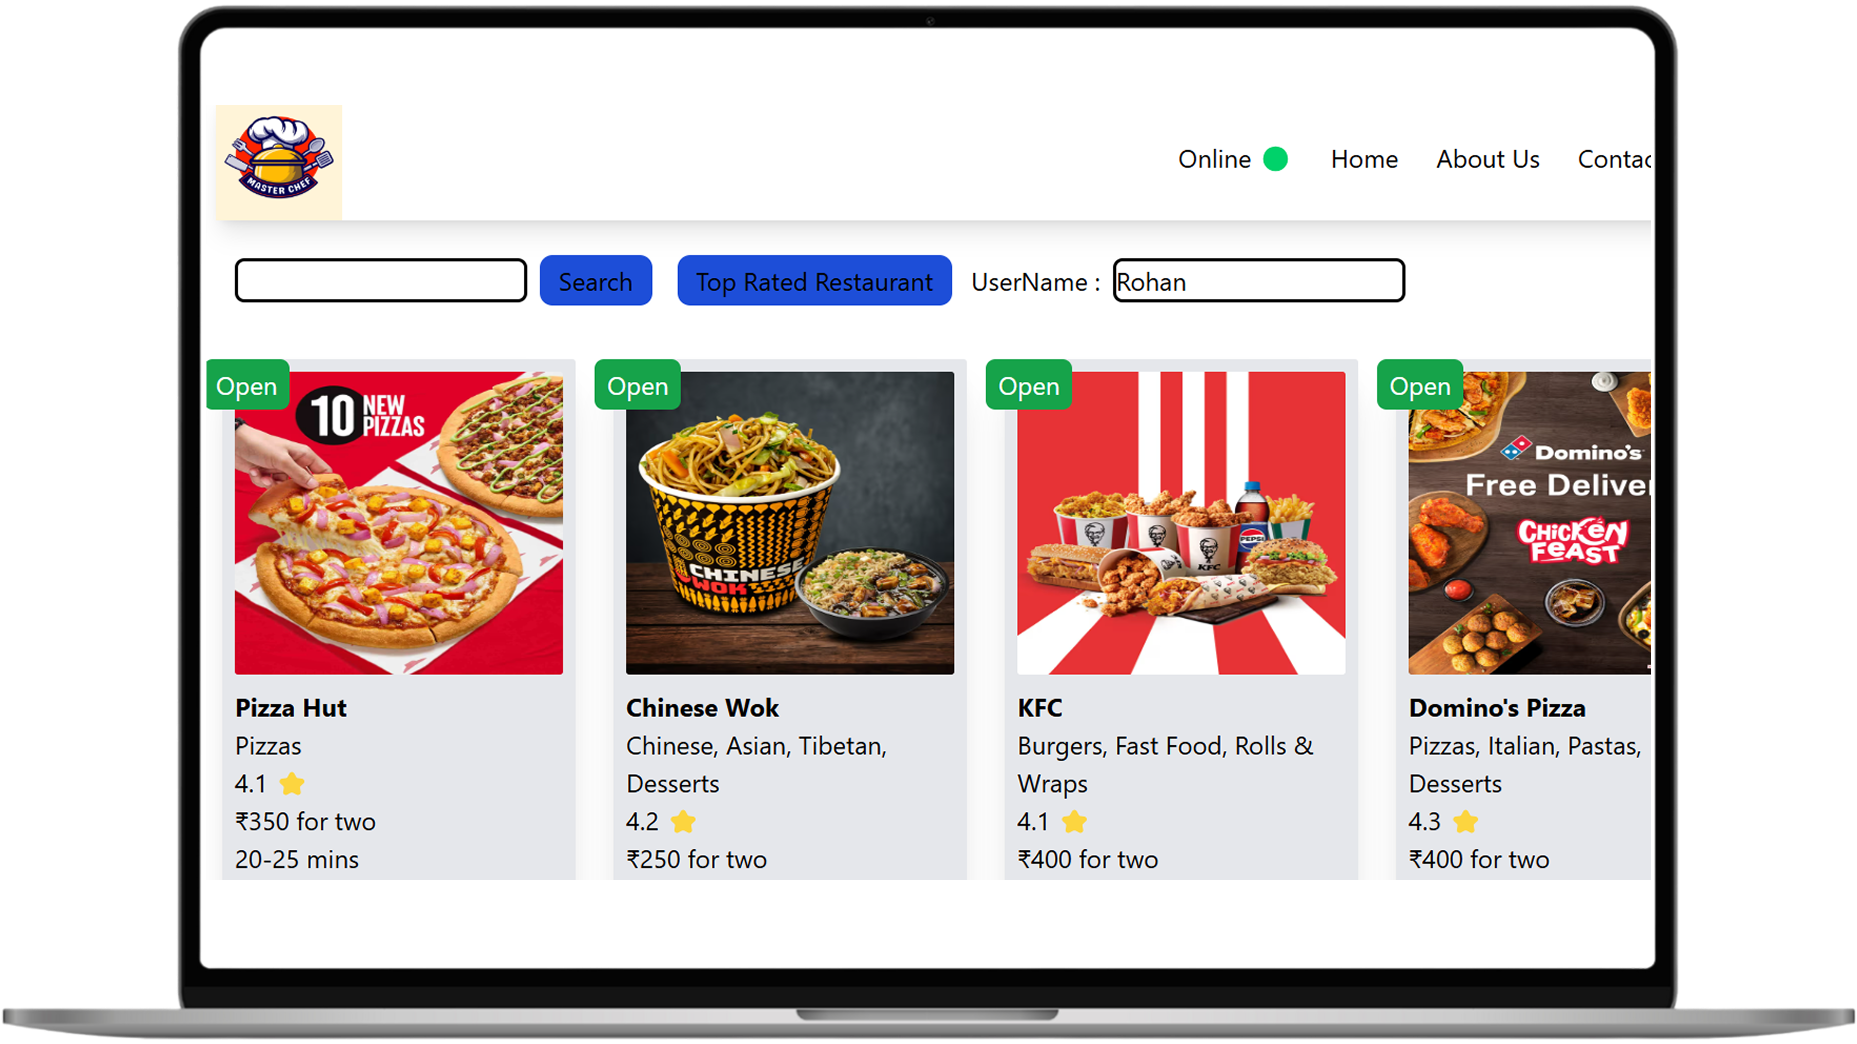 MASTER CHEF
Online Home About Us Contac
Search Top Rated Restaurant UserName : Rohan
Open
10 NEW PIZZAS
Pizza Hut
Pizzas
4.1
₹350 for two
20-25 mins
Open
CHINESE
WOK
Chinese Wok
Chinese, Asian, Tibetan,
Desserts
4.2
₹250 for two
Open
PEPSI
KFC
KFC
Burgers, Fast Food, Rolls &
Wraps
4.1
₹400 for two
Open
Domino's
Free Deliver
CHICKEN
FEAST
Domino's Pizza
Pizzas, Italian, Pastas,
Desserts
4.3
₹400 for two